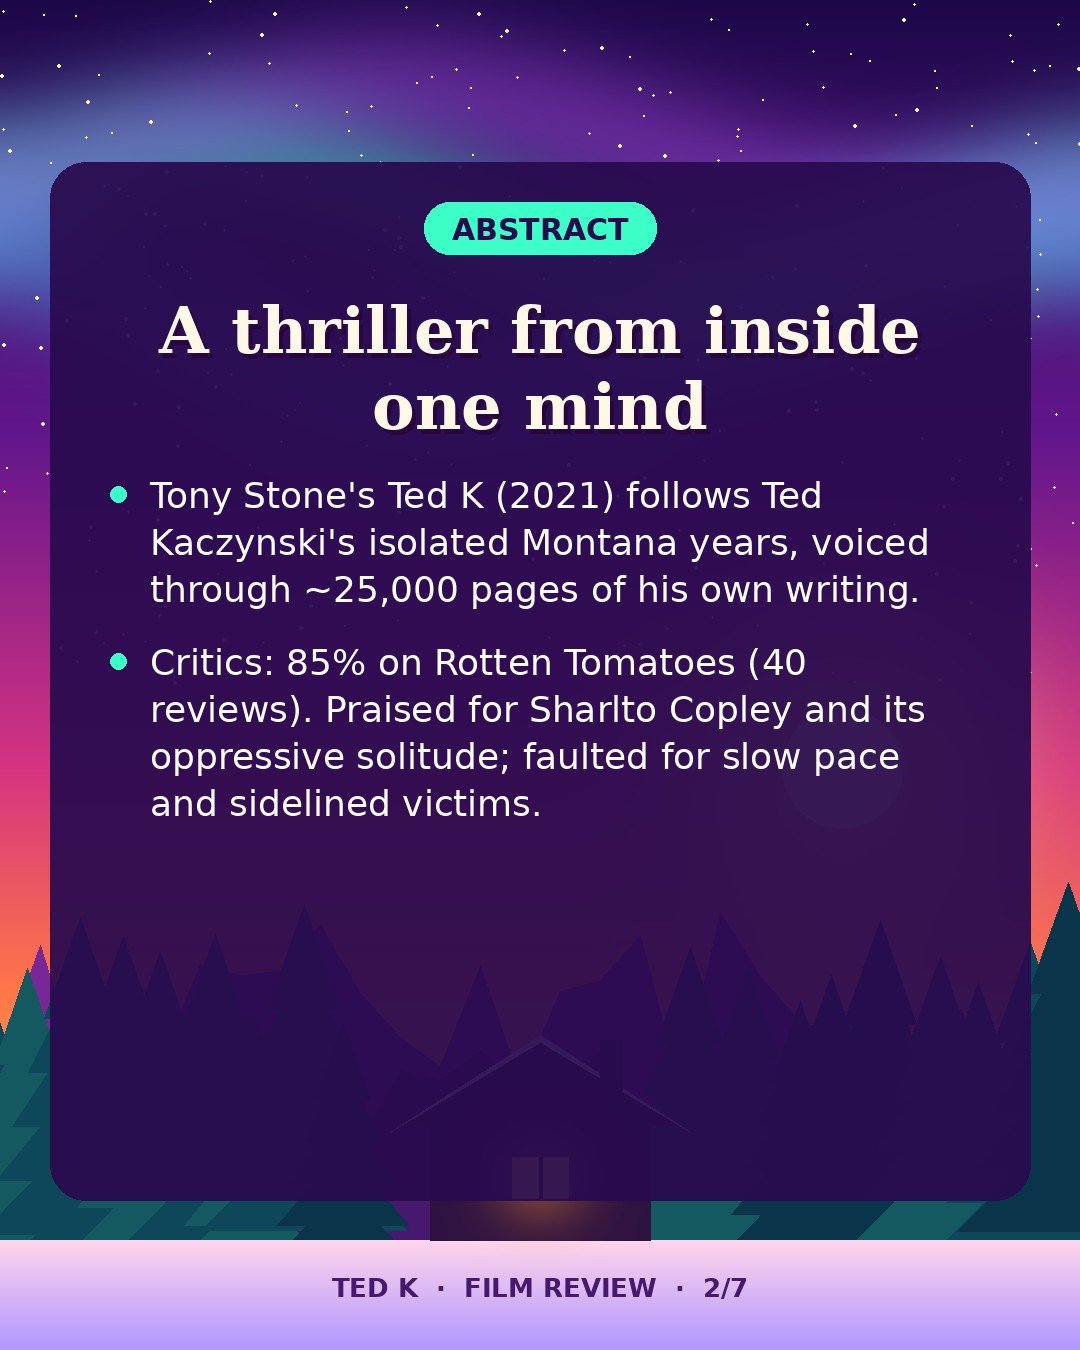 ABSTRACT
A thriller from inside
one mind
Tony Stone's Ted K (2021) follows Ted
Kaczynski's isolated Montana years, voiced
through ~25,000 pages of his own writing.
Critics: 85% on Rotten Tomatoes (40
reviews). Praised for Sharlto Copley and its
oppressive solitude; faulted for slow pace
and sidelined victims.
TED K · FILM REVIEW · 2/7